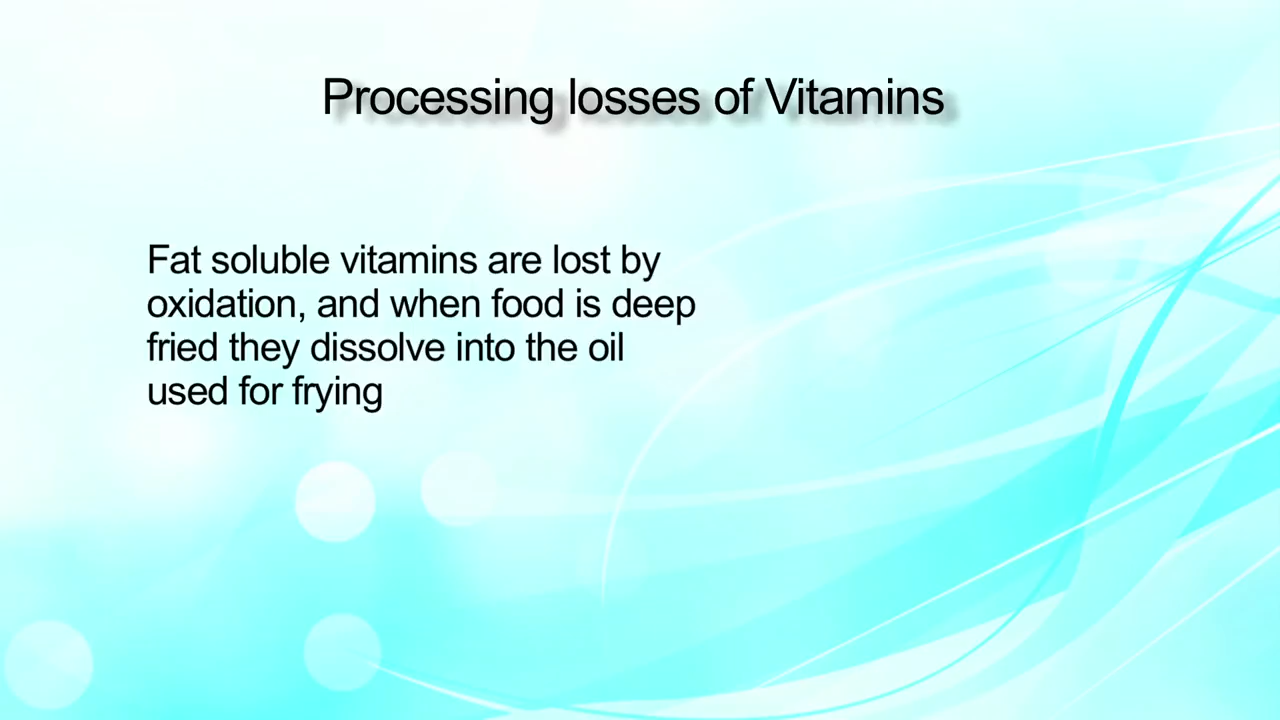 Processing losses of Vitamins
Fat soluble vitamins are lost by
oxidation, and when food is deep
fried they dissolve into the oil
used for frying